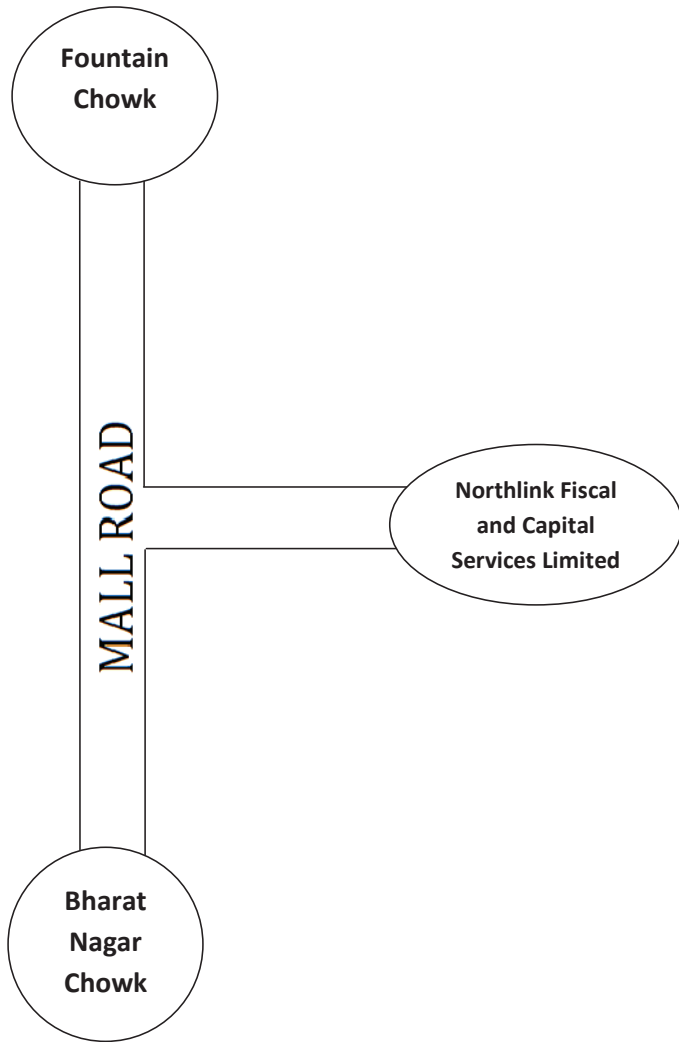 Fountain
Chowk
MALL ROAD
Northlink Fiscal
and Capital
Services Limited
Bharat
Nagar
Chowk